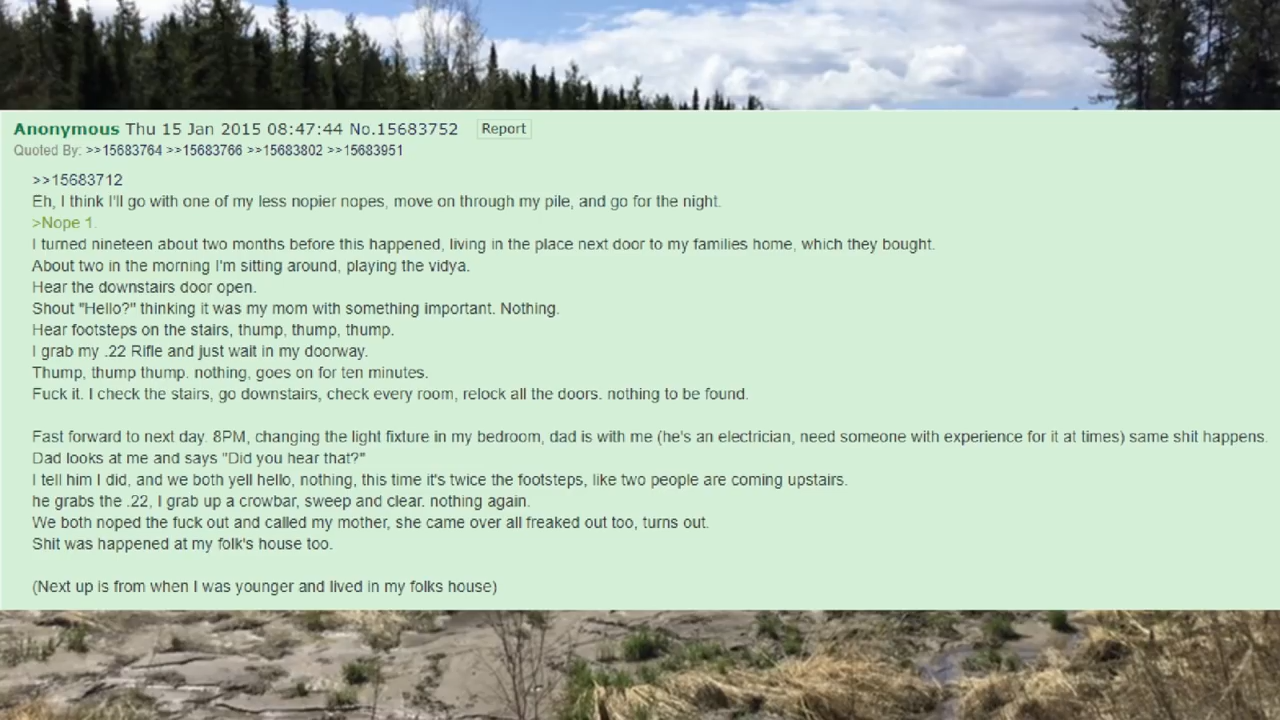 Anonymous Thu 15 Jan 2015 08:47:44 No.15683752 Report
Quoted By: >>15683764 >>15683766 >>15683802 >>15683951
>>15683712
Eh, I think I'll go with one of my less nopier nopes, move on through my pile, and go for the night.
>Nope 1.
I turned nineteen about two months before this happened, living in the place next door to my families home, which they bought.
About two in the morning I'm sitting around, playing the vidya.
Hear the downstairs door open.
Shout "Hello?" thinking it was my mom with something important. Nothing.
Hear footsteps on the stairs, thump, thump, thump.
I grab my .22 Rifle and just wait in my doorway.
Thump, thump thump. nothing, goes on for ten minutes.
Fuck it. I check the stairs, go downstairs, check every room, relock all the doors. nothing to be found.
Fast forward to next day. 8PM, changing the light fixture in my bedroom, dad is with me (he's an electrician, need someone with experience for it at times) same shit happens.
Dad looks at me and says "Did you hear that?"
I tell him I did, and we both yell hello, nothing, this time it's twice the footsteps, like two people are coming upstairs.
he grabs the .22, I grab up a crowbar, sweep and clear. nothing again.
We both noped the fuck out and called my mother, she came over all freaked out too, turns out.
Shit was happened at my folk's house too.
(Next up is from when I was younger and lived in my folks house)